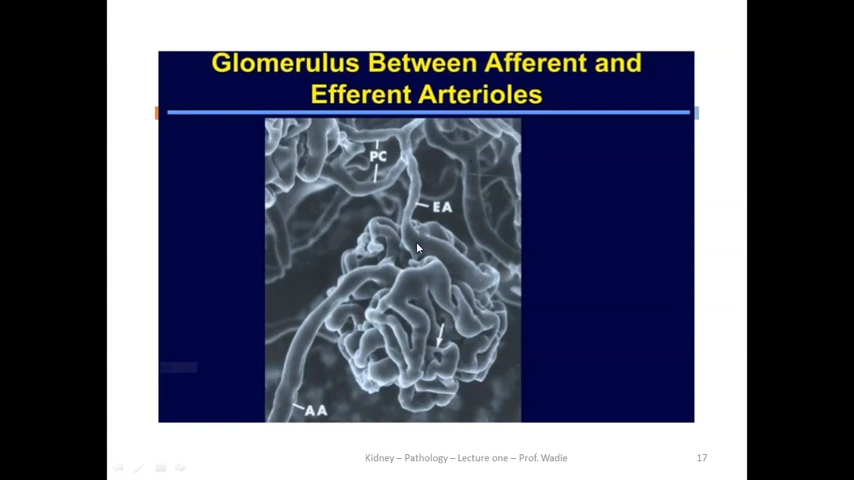 Glomerulus Between Afferent and
Efferent Arterioles
PC
EA
AA
Kidney – Pathology – Lecture one – Prof. Wadie
17